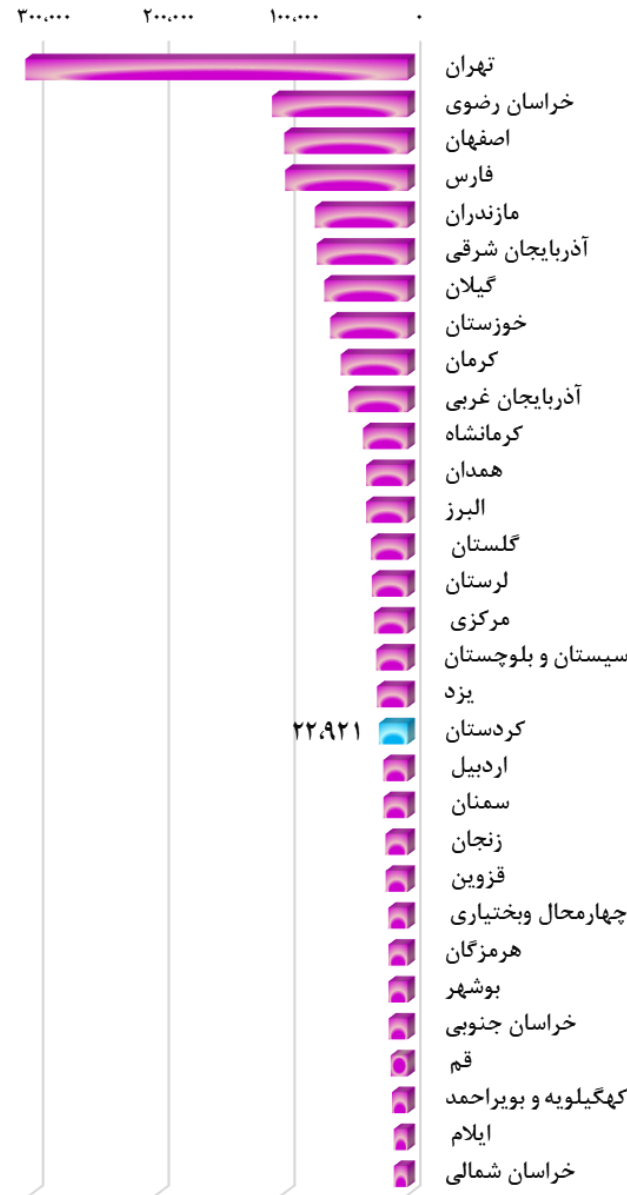 ۳۰۰،۰۰۰ ۲۰۰،۰۰۰ ۱۰۰،۰۰۰ ۰
تهران
خراسان رضوی
اصفهان
فارس
مازندران
آذربایجان شرقی
گیلان
خوزستان
کرمان
آذربایجان غربی
کرمانشاه
همدان
البرز
گلستان
لرستان
مرکزی
سیستان و بلوچستان
یزد
کردستان ۲۲،۹۲۱
اردبیل
سمنان
زنجان
قزوین
چهارمحال وبختیاری
هرمزگان
بوشهر
خراسان جنوبی
قم
کهگیلویه و بویراحمد
ایلام
خراسان شمالی